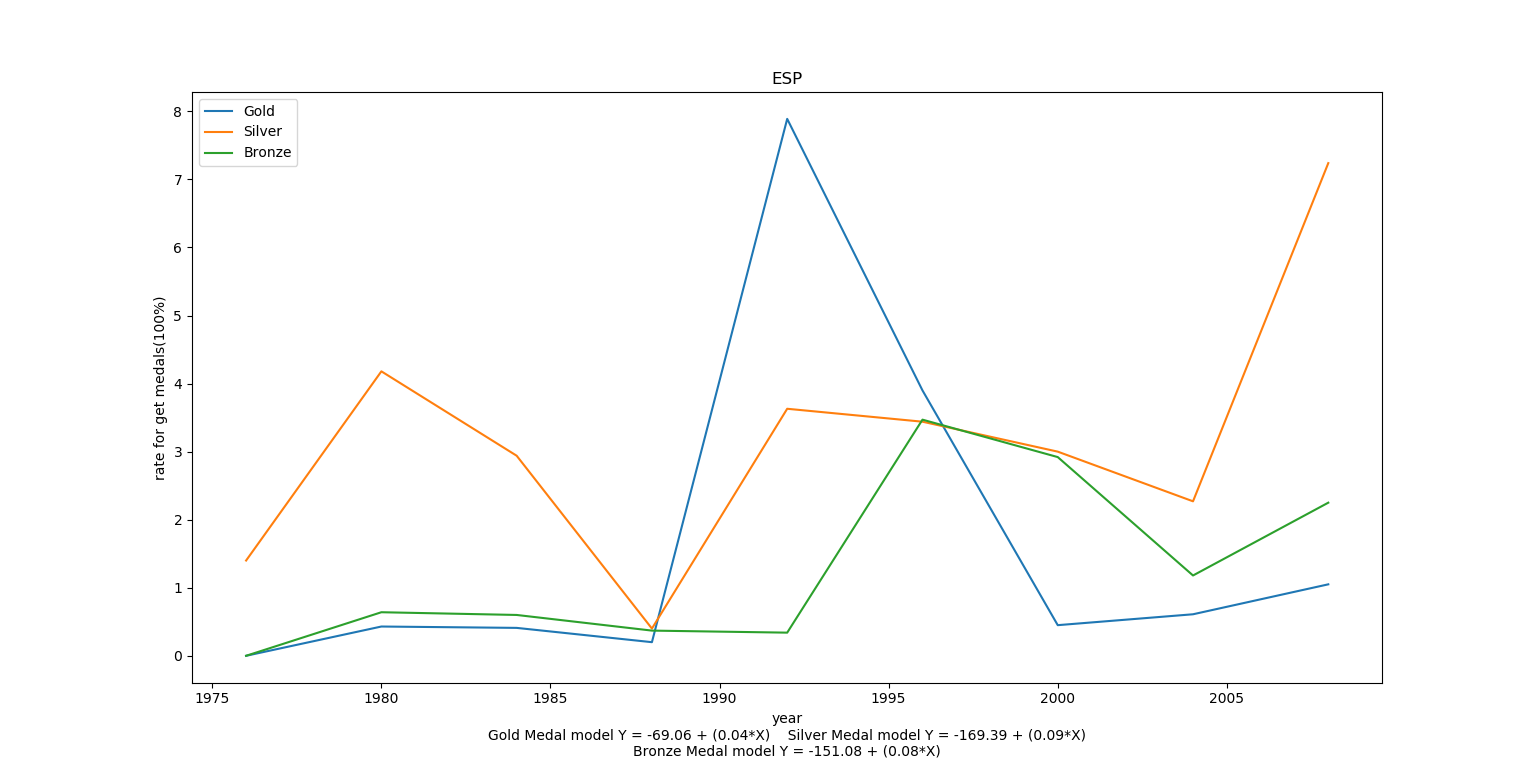 ESP
Gold
Silver
Bronze
8
7
6
5
4
3
2
1
0
rate for get medals(100%)
1975 1980 1985 1990 1995 2000 2005
year
Gold Medal model Y = -69.06 + (0.04*X)    Silver Medal model Y = -169.39 + (0.09*X)
Bronze Medal model Y = -151.08 + (0.08*X)